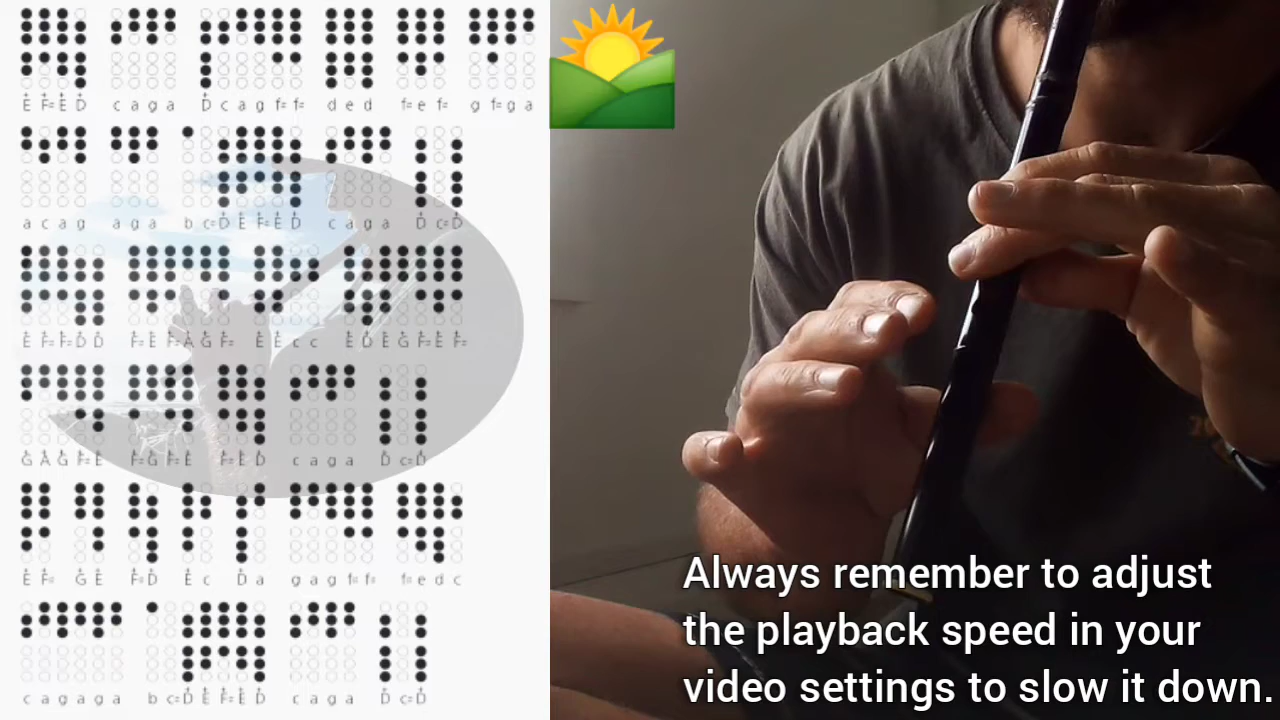 E F# E D c a g a D c a g f# f# d e d f# e f# g f# g a
a c a g a g a b c# D E F# E D c a g a D c# D
E F# F# D D F# E F# A G F# E E c c E D E G F# E F#
G A G F# E F# G F# E F# E D c a g a D c# D
E F# G E F# D E c D a g a g f# f# f# e d c
c a g a g a b c# D E F# E D c a g a D c# D
Always remember to adjust
the playback speed in your
video settings to slow it down.